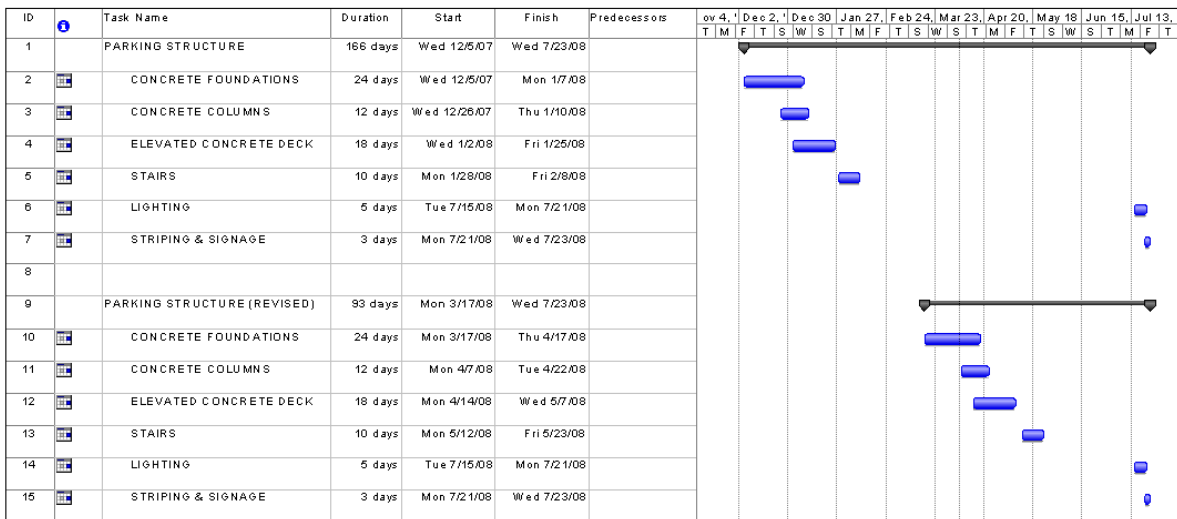 ID Task Name Duration Start Finish Predecessors ov 4, ' Dec 2, ' Dec 30 Jan 27, Feb 24, Mar 23, Apr 20, May 18 Jun 15, Jul 13,
T M F T S W S T M F T S W S T M F T S W S T M F T
1 PARKING STRUCTURE 166 days Wed 12/5/07 Wed 7/23/08
2 CONCRETE FOUNDATIONS 24 days Wed 12/5/07 Mon 1/7/08
3 CONCRETE COLUMNS 12 days Wed 12/26/07 Thu 1/10/08
4 ELEVATED CONCRETE DECK 18 days Wed 1/2/08 Fri 1/25/08
5 STAIRS 10 days Mon 1/28/08 Fri 2/8/08
6 LIGHTING 5 days Tue 7/15/08 Mon 7/21/08
7 STRIPING & SIGNAGE 3 days Mon 7/21/08 Wed 7/23/08
8
9 PARKING STRUCTURE (REVISED) 93 days Mon 3/17/08 Wed 7/23/08
10 CONCRETE FOUNDATIONS 24 days Mon 3/17/08 Thu 4/17/08
11 CONCRETE COLUMNS 12 days Mon 4/7/08 Tue 4/22/08
12 ELEVATED CONCRETE DECK 18 days Mon 4/14/08 Wed 5/7/08
13 STAIRS 10 days Mon 5/12/08 Fri 5/23/08
14 LIGHTING 5 days Tue 7/15/08 Mon 7/21/08
15 STRIPING & SIGNAGE 3 days Mon 7/21/08 Wed 7/23/08